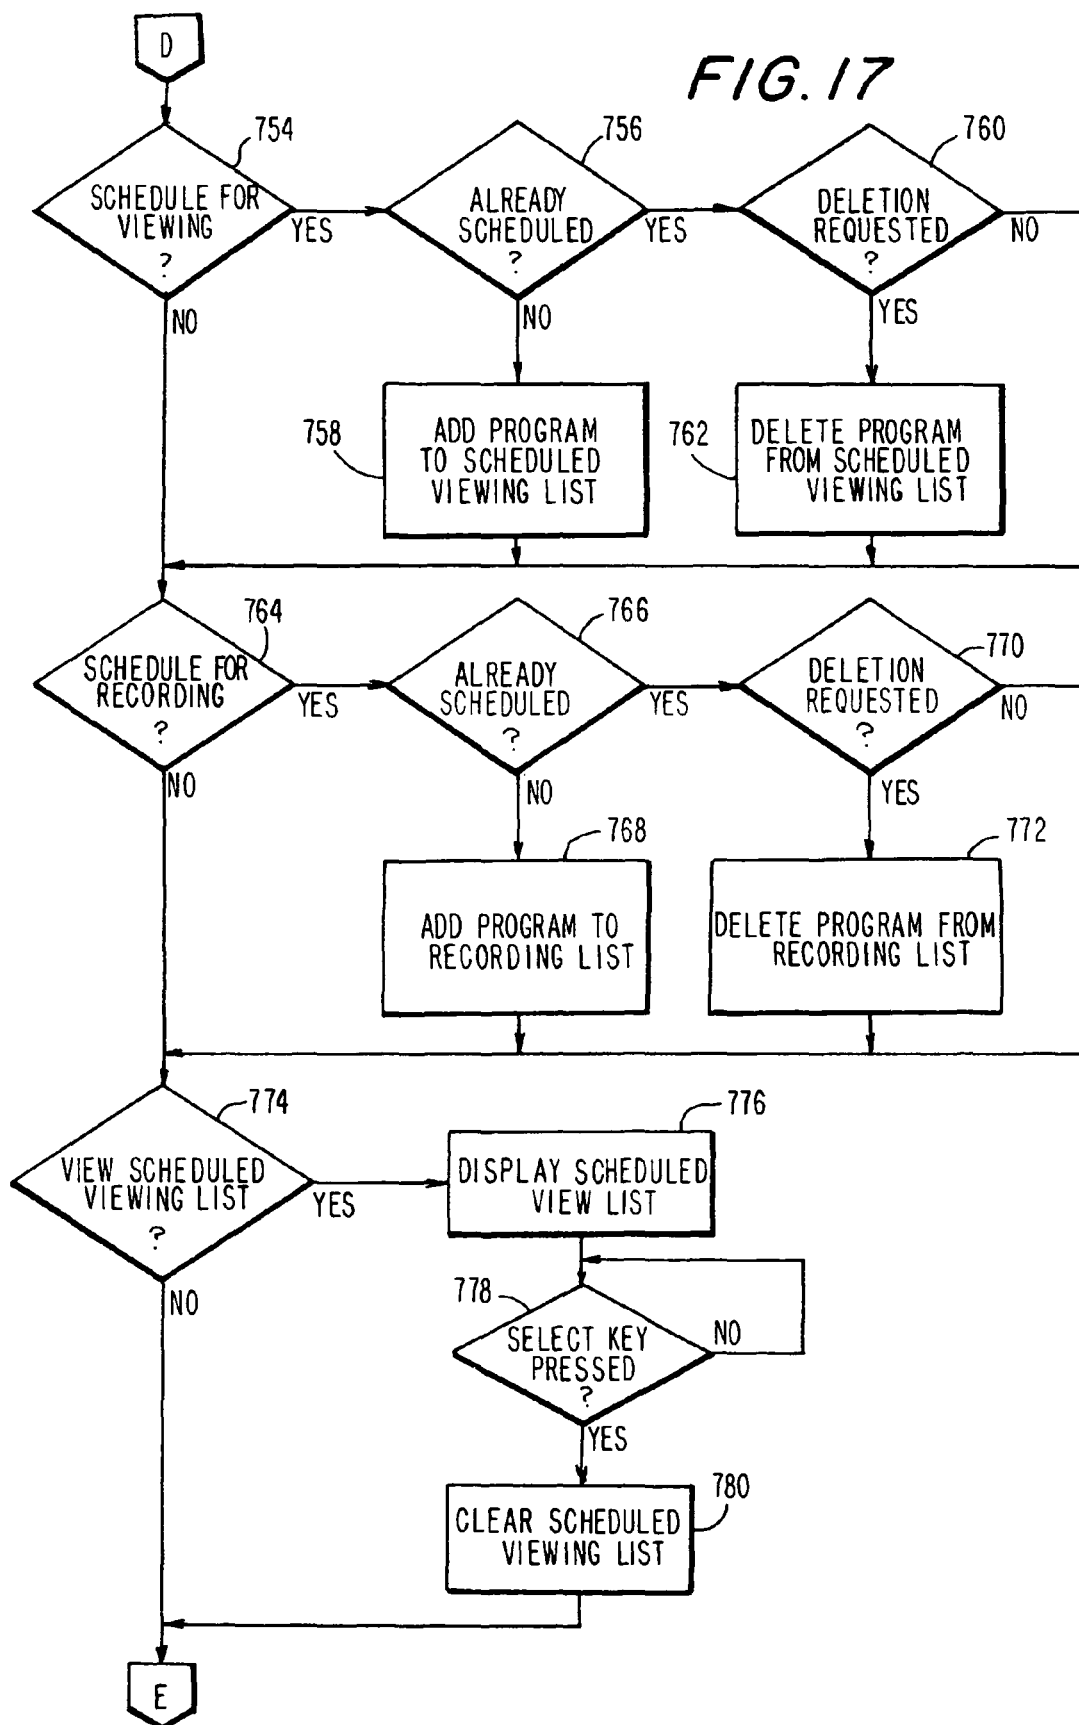 D
FIG. 17
754
SCHEDULE FOR
VIEWING
?
YES
NO
756
ALREADY
SCHEDULED
?
YES
NO
760
DELETION
REQUESTED
?
NO
YES
758
ADD PROGRAM
TO SCHEDULED
VIEWING LIST
762
DELETE PROGRAM
FROM SCHEDULED
VIEWING LIST
764
SCHEDULE FOR
RECORDING
?
YES
NO
766
ALREADY
SCHEDULED
?
YES
NO
770
DELETION
REQUESTED
?
NO
YES
768
ADD PROGRAM TO
RECORDING LIST
772
DELETE PROGRAM FROM
RECORDING LIST
774
VIEW SCHEDULED
VIEWING LIST
?
YES
NO
776
DISPLAY SCHEDULED
VIEW LIST
778
SELECT KEY
PRESSED
?
NO
YES
780
CLEAR SCHEDULED
VIEWING LIST
E